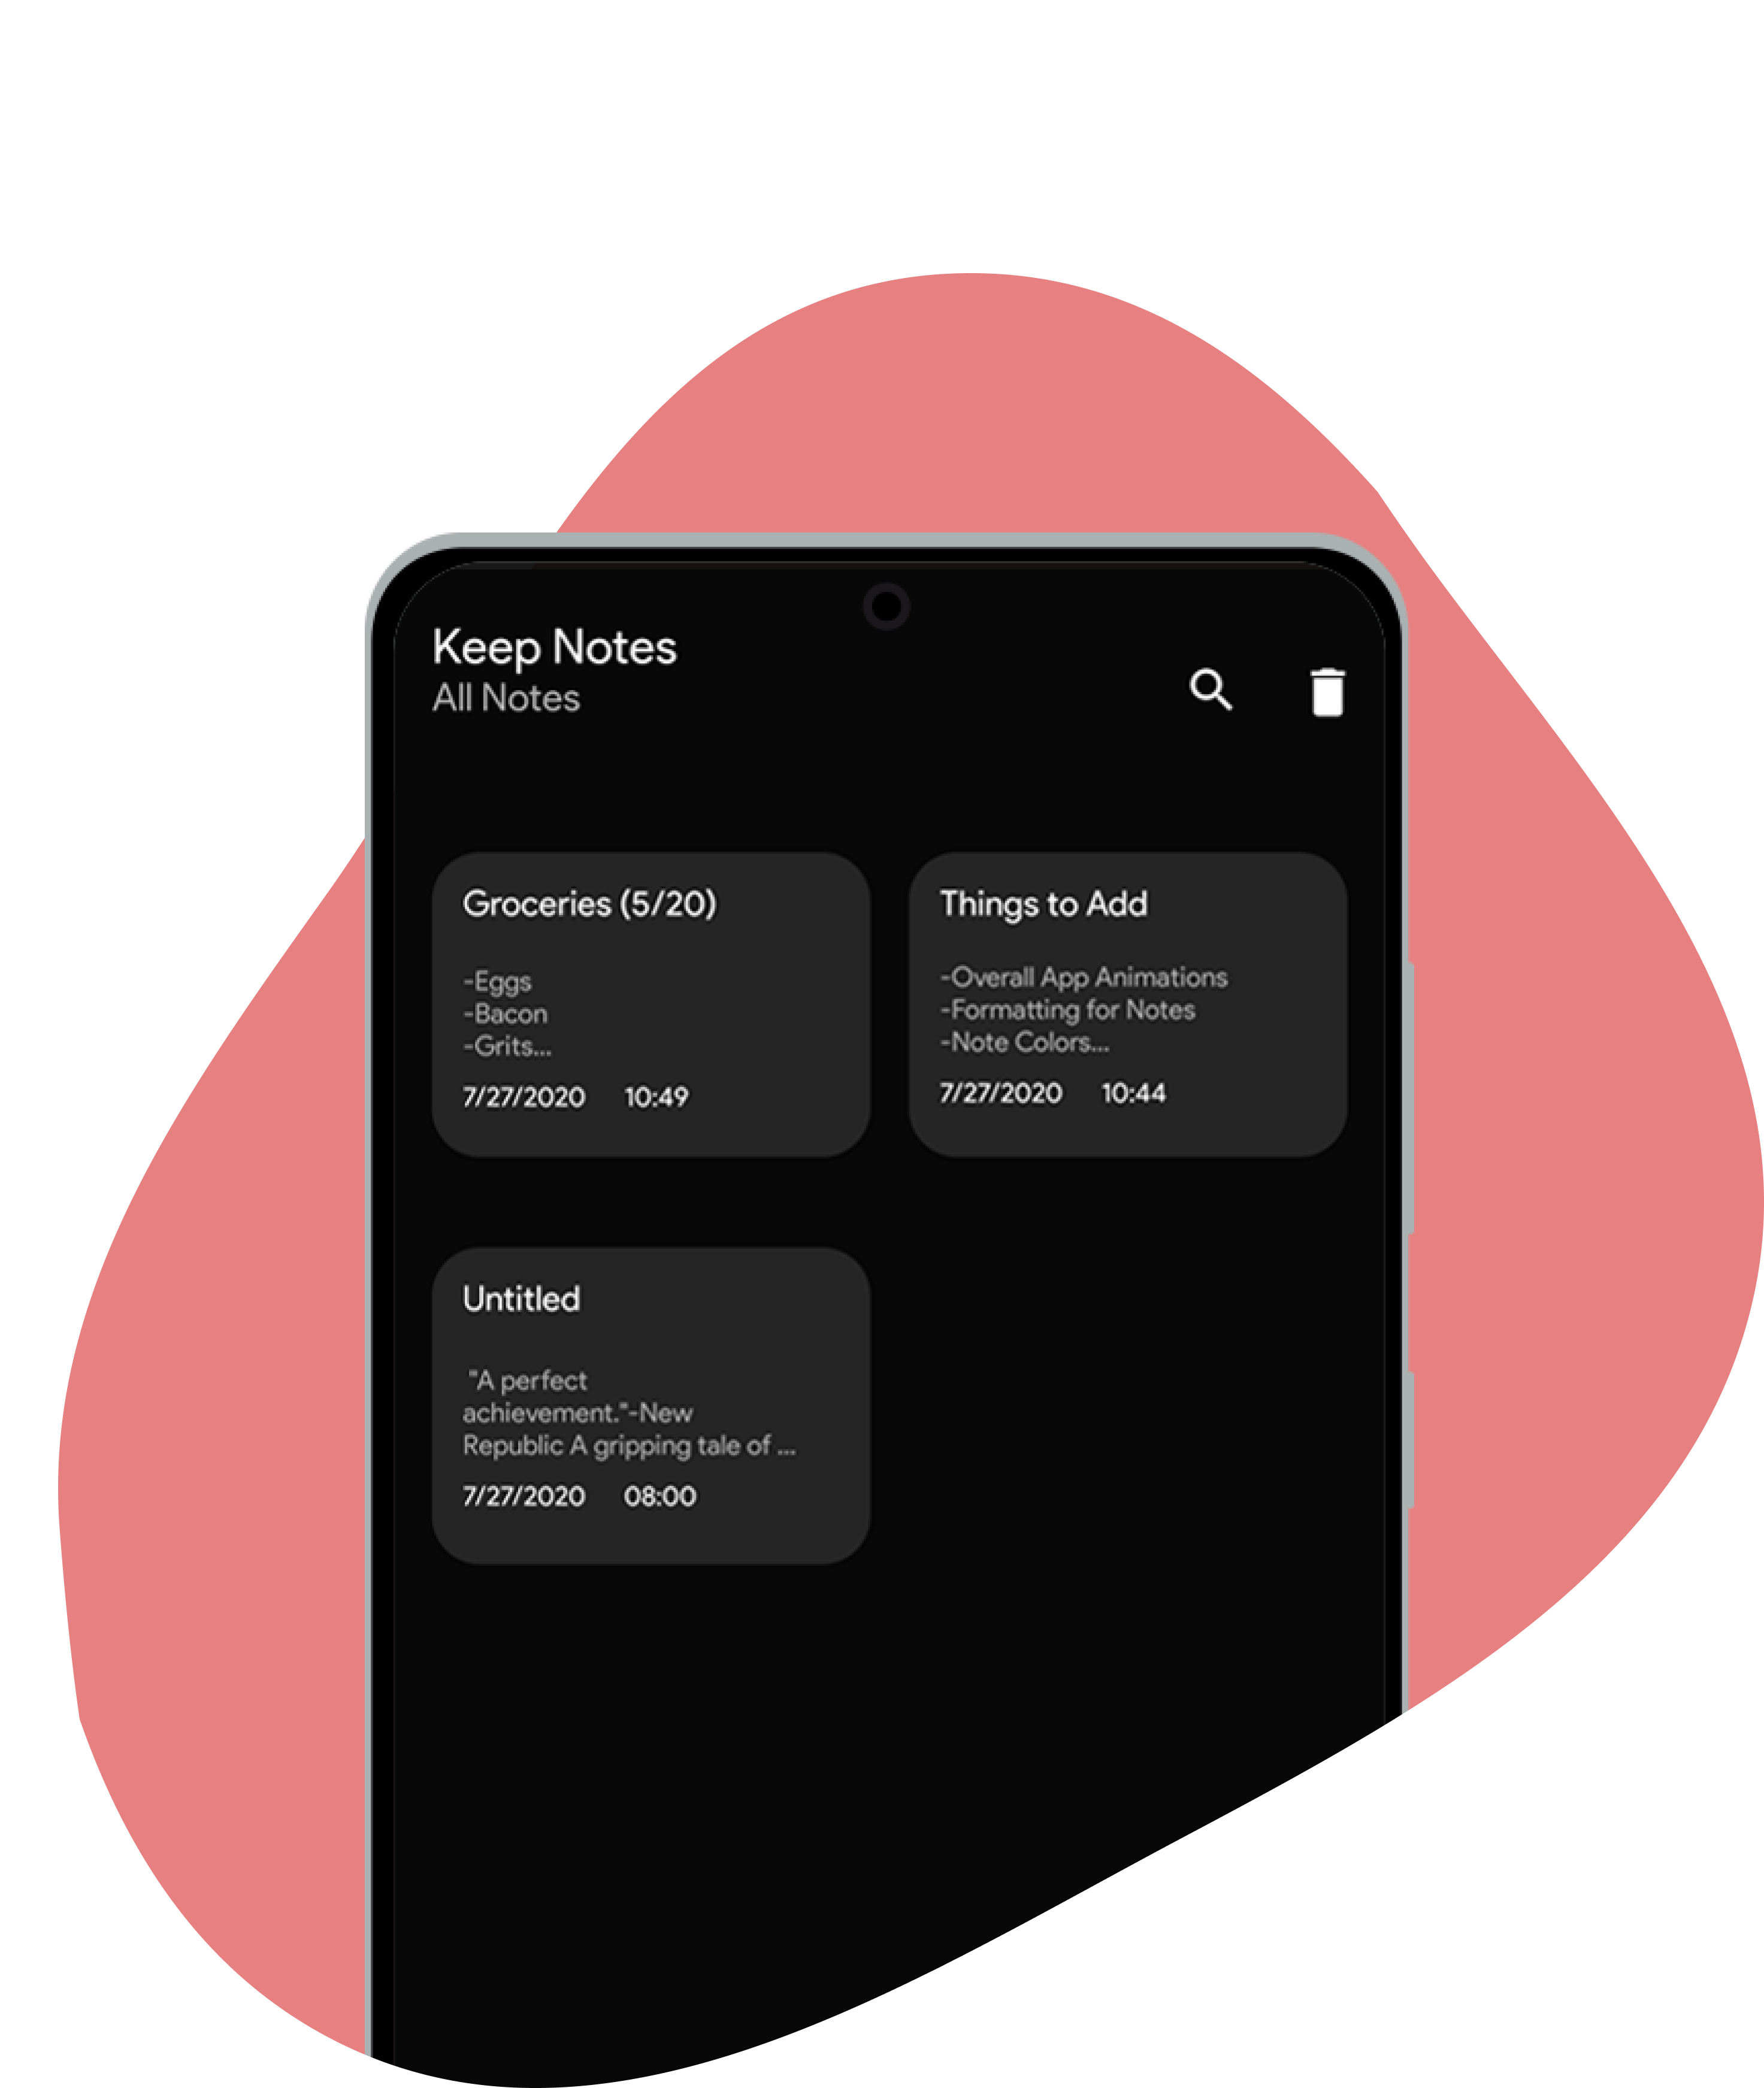 Keep Notes
All Notes
Groceries (5/20)
-Eggs
-Bacon
-Grits...
7/27/2020 10:49
Things to Add
-Overall App Animations
-Formatting for Notes
-Note Colors...
7/27/2020 10:44
Untitled
"A perfect
achievement."-New
Republic A gripping tale of ...
7/27/2020 08:00